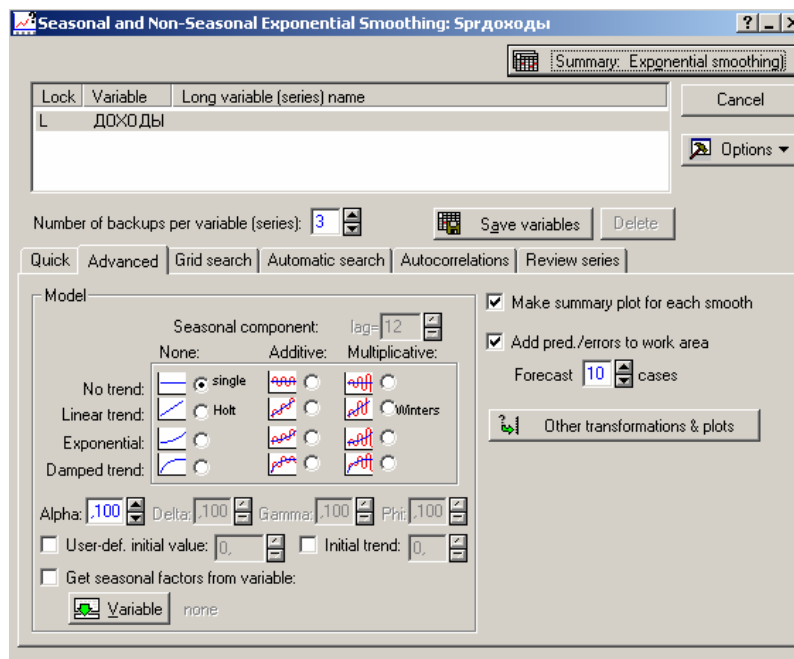 Seasonal and Non-Seasonal Exponential Smoothing: Sprдоходы
Summary: Exponential smoothing)
Lock Variable Long variable (series) name
L ДОХОДЫ
Cancel
Options
Number of backups per variable (series): 3 Save variables Delete
Quick Advanced Grid search Automatic search Autocorrelations Review series
Model
Seasonal component: lag= 12
None: Additive: Multiplicative:
No trend: single
Linear trend: Holt Winters
Exponential:
Damped trend:
Alpha: ,100 Delta: ,100 Gamma: ,100 Phi: ,100
User-def. initial value: 0, Initial trend: 0,
Get seasonal factors from variable:
Variable none
Make summary plot for each smooth
Add pred./errors to work area
Forecast 10 cases
Other transformations & plots